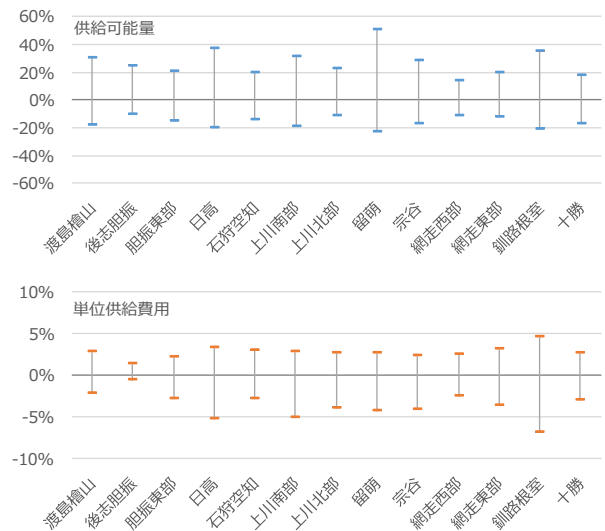 60%
供給可能量
40%
20%
0%
-20%
-40%
-60%
渡島檜山
後志胆振
胆振東部
日高
石狩空知
上川南部
上川北部
留萌
宗谷
網走西部
網走東部
釧路根室
十勝
10%
単位供給費用
5%
0%
-5%
-10%
渡島檜山
後志胆振
胆振東部
日高
石狩空知
上川南部
上川北部
留萌
宗谷
網走西部
網走東部
釧路根室
十勝